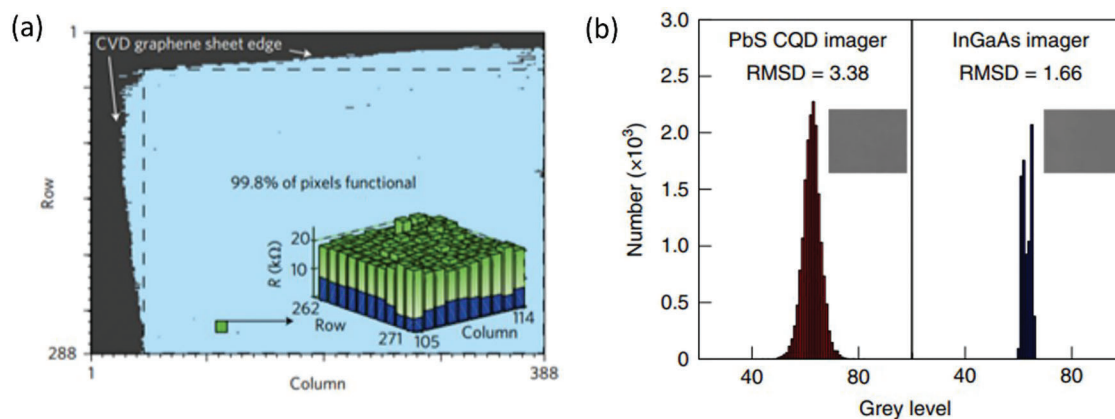 (a)
1
CVD graphene sheet edge
99.8% of pixels functional
Row
R (kΩ)
20
10
262
Row
271
105
Column
114
288
1
388
Column
(b)
3.0
2.5
2.0
1.5
1.0
0.5
0
Number (×10³)
PbS CQD imager
RMSD = 3.38
InGaAs imager
RMSD = 1.66
40
80
40
80
Grey level